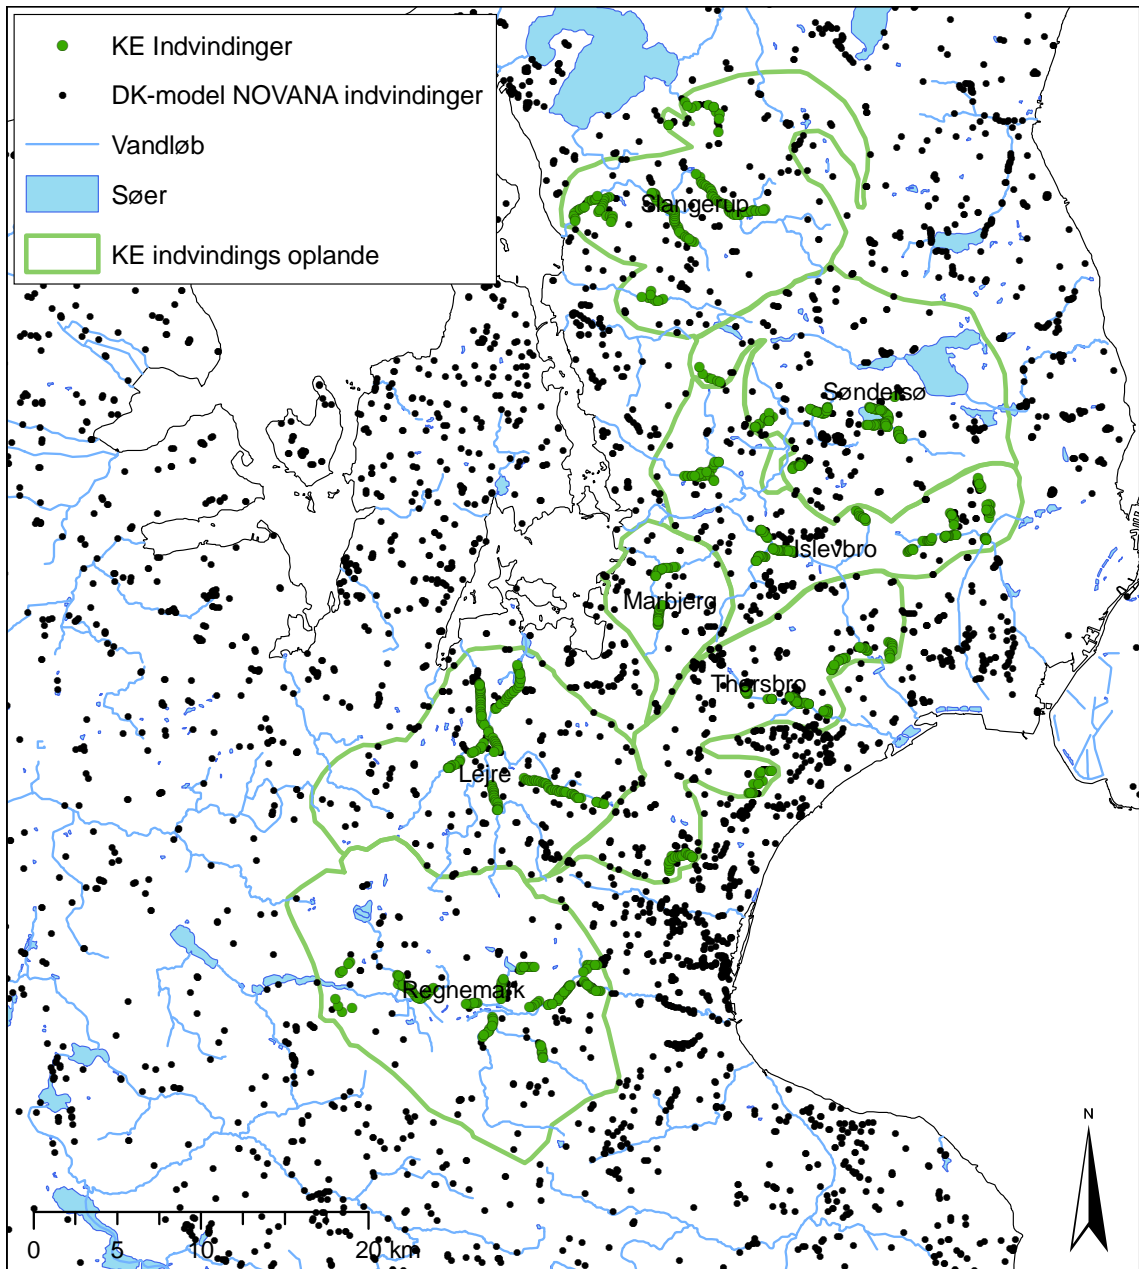 KE Indvindinger
DK-model NOVANA indvindinger
Vandløb
Søer
KE indvindings oplande
Slangerup
Søndersø
Islevbro
Marbjerg
Thorsbro
Lejre
Regnemark
N
0 5 10 20 km